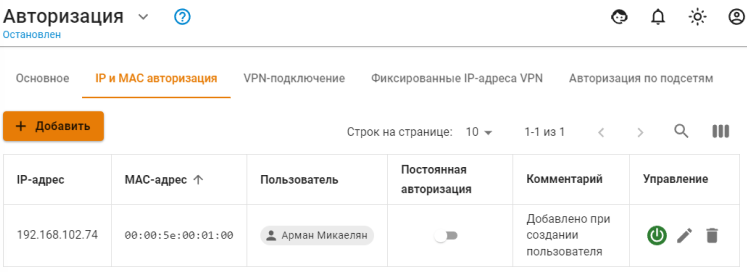 Авторизация
Остановлен
Основное IP и MAC авторизация VPN-подключение Фиксированные IP-адреса VPN Авторизация по подсетям
+ Добавить
Строк на странице: 10 1-1 из 1
IP-адрес MAC-адрес Пользователь Постоянная авторизация Комментарий Управление
192.168.102.74 00:00:5e:00:01:00 Арман Микаелян Добавлено при создании пользователя